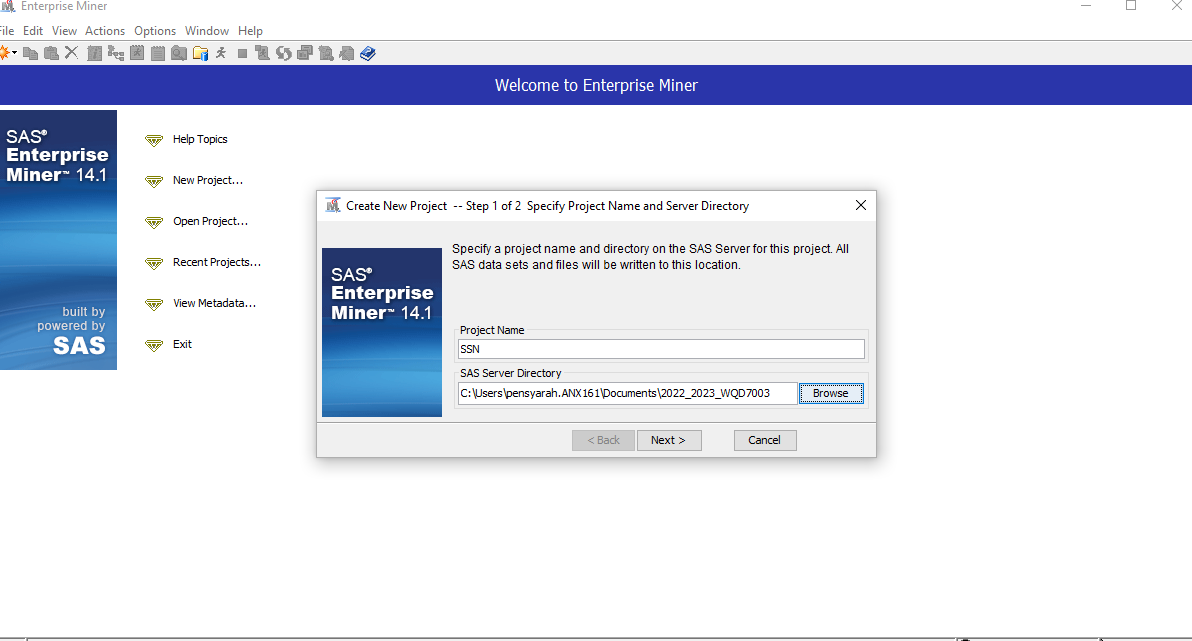 Enterprise Miner
File Edit View Actions Options Window Help
Welcome to Enterprise Miner
SAS®
Enterprise
Miner™ 14.1
built by
powered by
SAS
Help Topics
New Project...
Open Project...
Recent Projects...
View Metadata...
Exit
Create New Project -- Step 1 of 2 Specify Project Name and Server Directory
SAS®
Enterprise
Miner™ 14.1
Specify a project name and directory on the SAS Server for this project. All
SAS data sets and files will be written to this location.
Project Name
SSN
SAS Server Directory
C:\Users\pensyarah.ANX161\Documents\2022_2023_WQD7003 Browse
< Back Next > Cancel